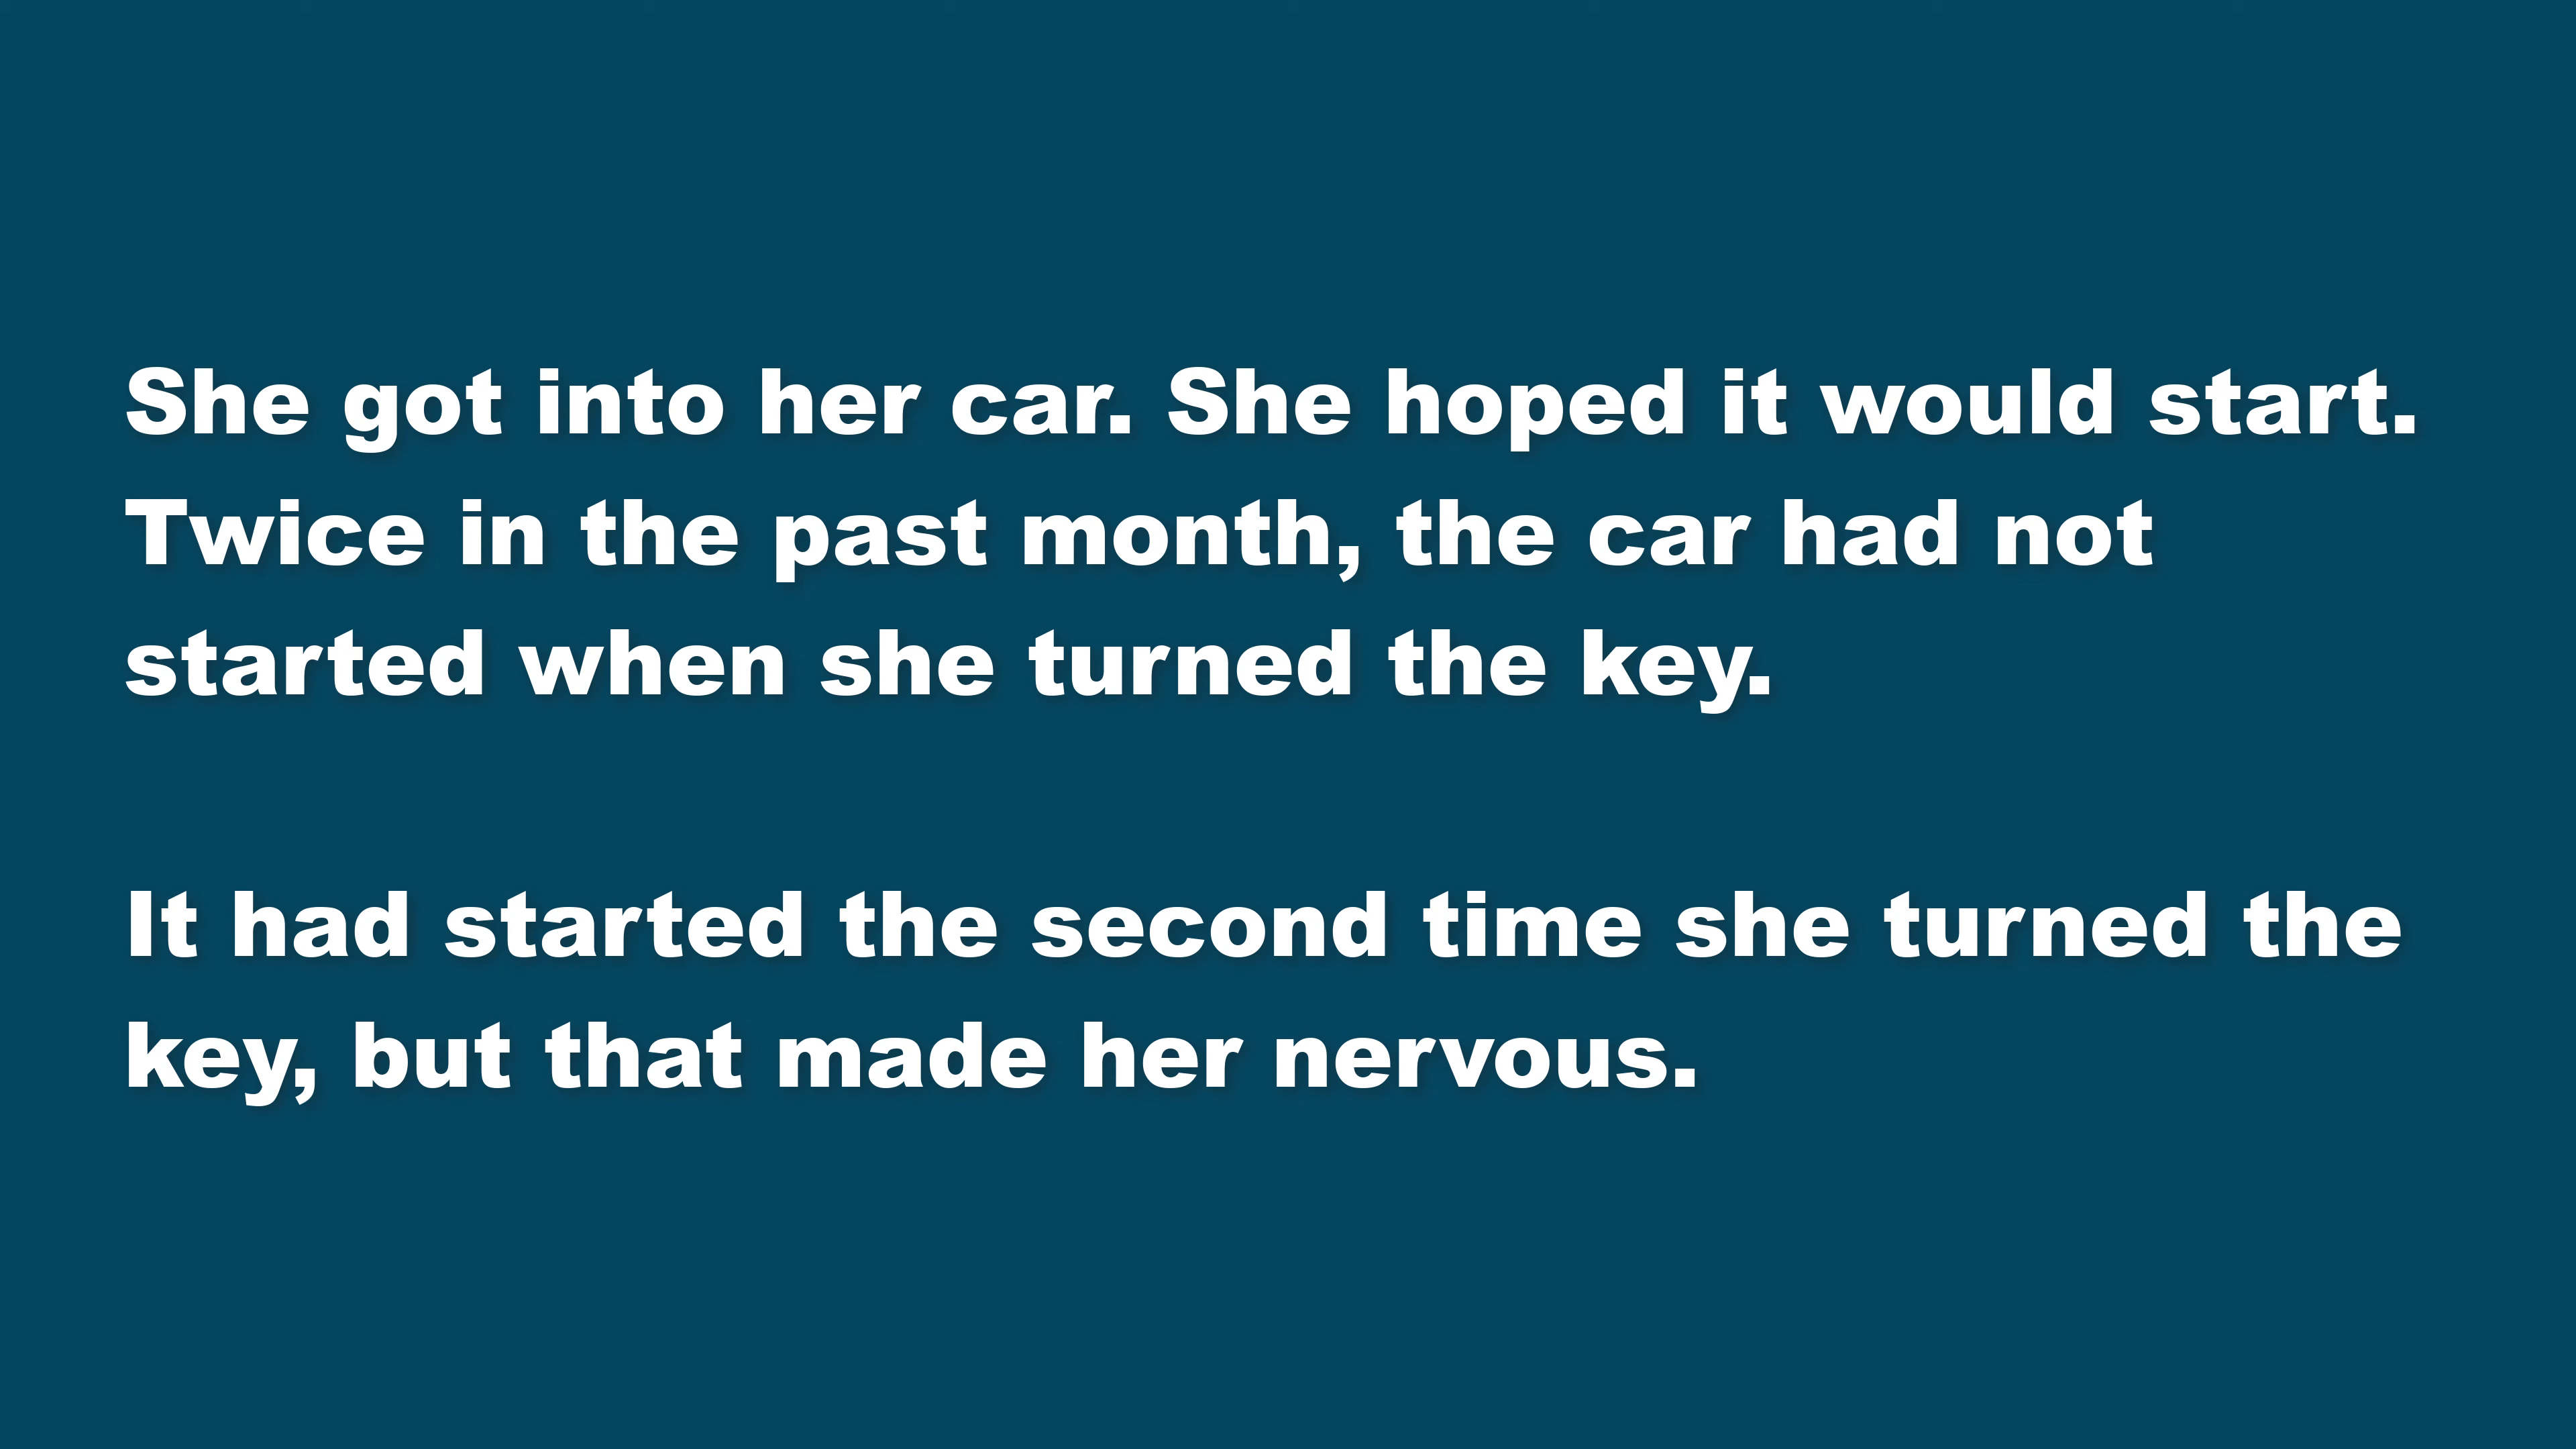 She got into her car. She hoped it would start.
Twice in the past month, the car had not
started when she turned the key.
It had started the second time she turned the
key, but that made her nervous.